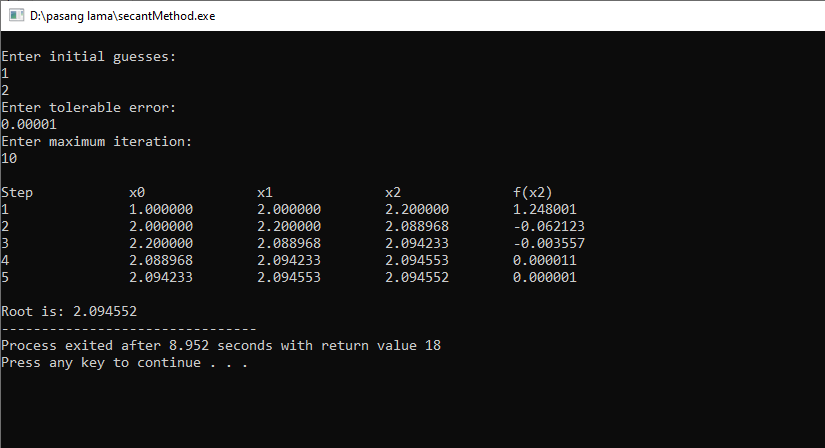 D:\pasang lama\secantMethod.exe
Enter initial guesses:
1
2
Enter tolerable error:
0.00001
Enter maximum iteration:
10
Step x0 x1 x2 f(x2)
1 1.000000 2.000000 2.200000 1.248001
2 2.000000 2.200000 2.088968 -0.062123
3 2.200000 2.088968 2.094233 -0.003557
4 2.088968 2.094233 2.094553 0.000011
5 2.094233 2.094553 2.094552 0.000001
Root is: 2.094552
--------------------------------
Process exited after 8.952 seconds with return value 18
Press any key to continue . . .